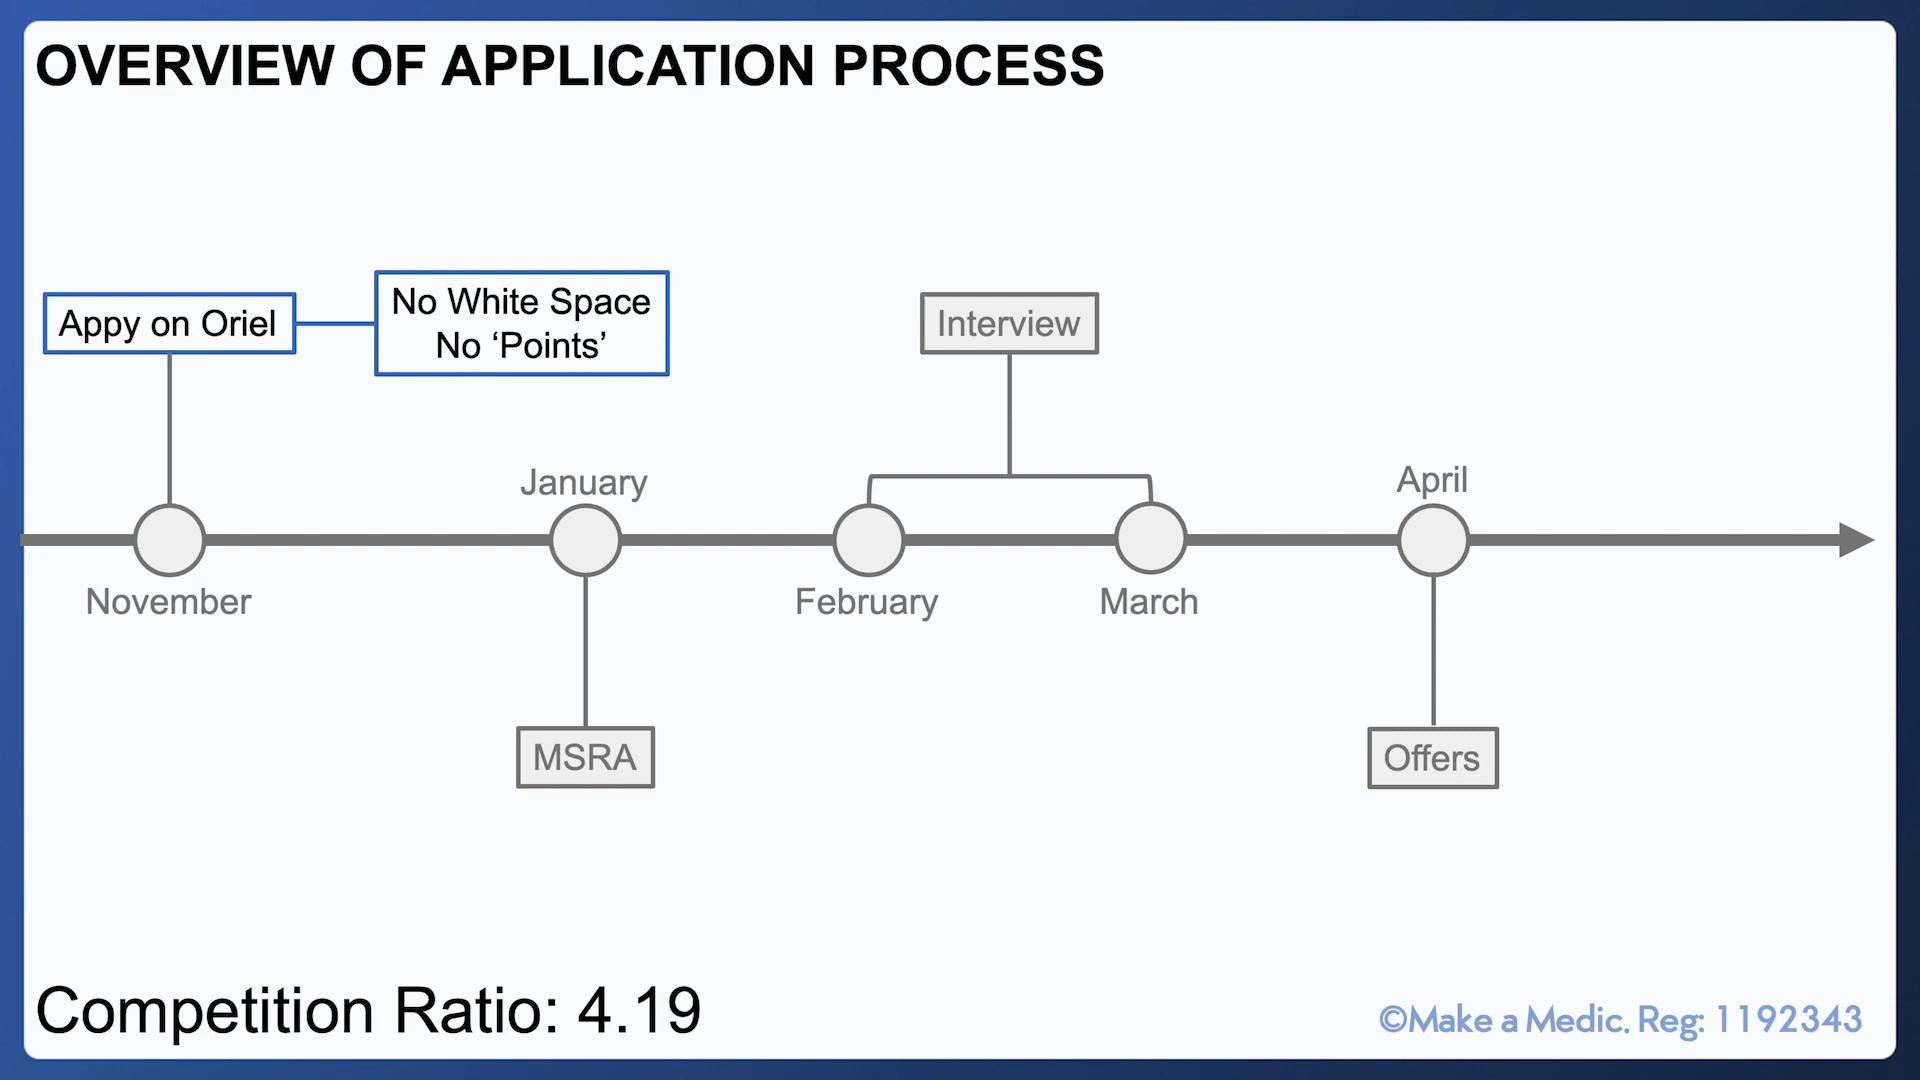 OVERVIEW OF APPLICATION PROCESS
Appy on Oriel
No White Space
No ‘Points’
Interview
January
April
November
February
March
MSRA
Offers
Competition Ratio: 4.19
©Make a Medic. Reg: 1192343